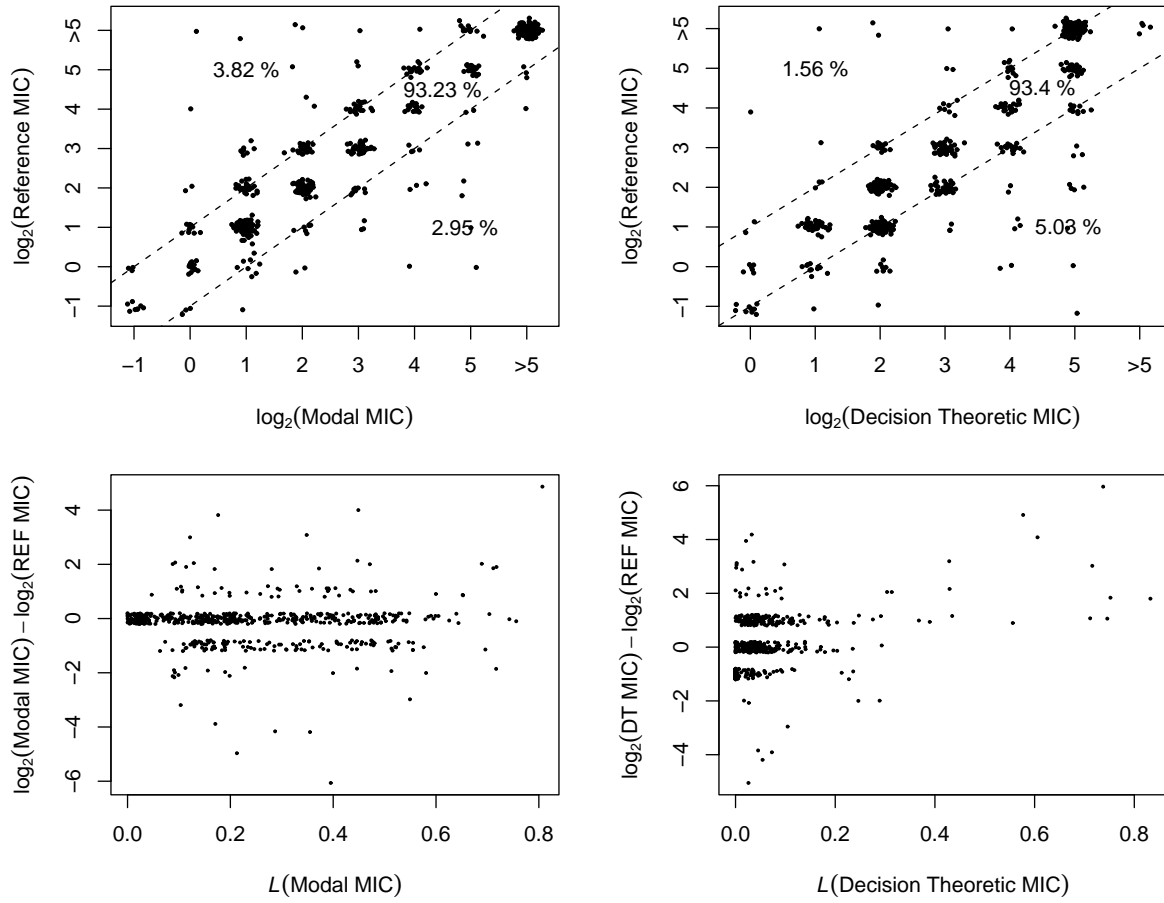 log₂(Reference MIC)
>5
5
4
3
2
1
0
−1
3.82 %
93.23 %
2.95 %
−1 0 1 2 3 4 5 >5
log₂(Modal MIC)
log₂(Reference MIC)
>5
5
4
3
2
1
0
−1
1.56 %
93.4 %
5.03 %
0 1 2 3 4 5 >5
log₂(Decision Theoretic MIC)
log₂(Modal MIC) − log₂(REF MIC)
4
2
0
−2
−4
−6
0.0 0.2 0.4 0.6 0.8
L(Modal MIC)
log₂(DT MIC) − log₂(REF MIC)
6
4
2
0
−2
−4
0.0 0.2 0.4 0.6 0.8
L(Decision Theoretic MIC)